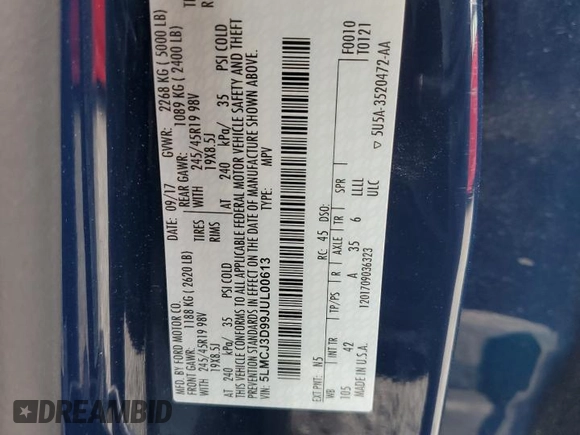 MFD. BY FORD MOTOR CO.
DATE: 09/17 GVWR: 2268 KG ( 5000 LB)
FRONT GAWR: 1188 KG ( 2620 LB) REAR GAWR: 1089 KG ( 2400 LB)
245/45R19 98V TIRES WITH 245/45R19 98V
19X8.5J RIMS 19X8.5J
AT 240 kPa/ 35 PSI COLD AT 240 kPa/ 35 PSI COLD
THIS VEHICLE CONFORMS TO ALL APPLICABLE FEDERAL MOTOR VEHICLE SAFETY AND THEFT
PREVENTION STANDARDS IN EFFECT ON THE DATE OF MANUFACTURE SHOWN ABOVE.
VIN: 5LMCJ3D99JUL00613 TYPE: MPV
F0010
T0121
EXT PNT: N5 RC: 45 DSO:
WB INT TR TP/PS R AXLE TR SPR
105 42 A 35 6 LLLL
ULC
MADE IN U.S.A. 1201709036323
▽ 5U5A-3520472-AA